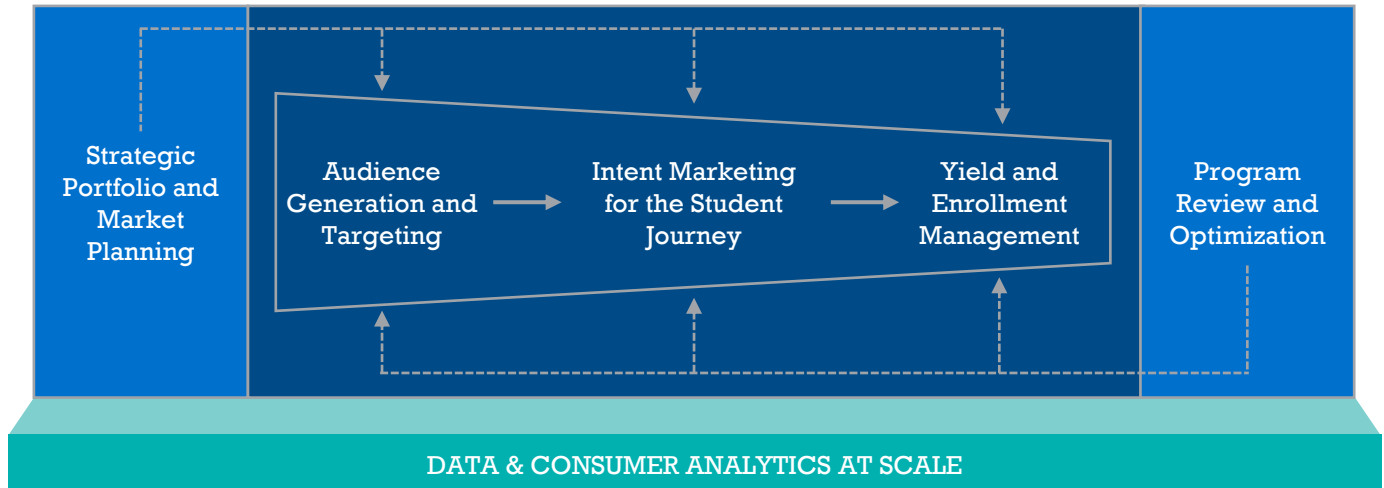 Strategic
Portfolio and
Market
Planning
Audience
Generation and
Targeting
Intent Marketing
for the Student
Journey
Yield and
Enrollment
Management
Program
Review and
Optimization
DATA & CONSUMER ANALYTICS AT SCALE